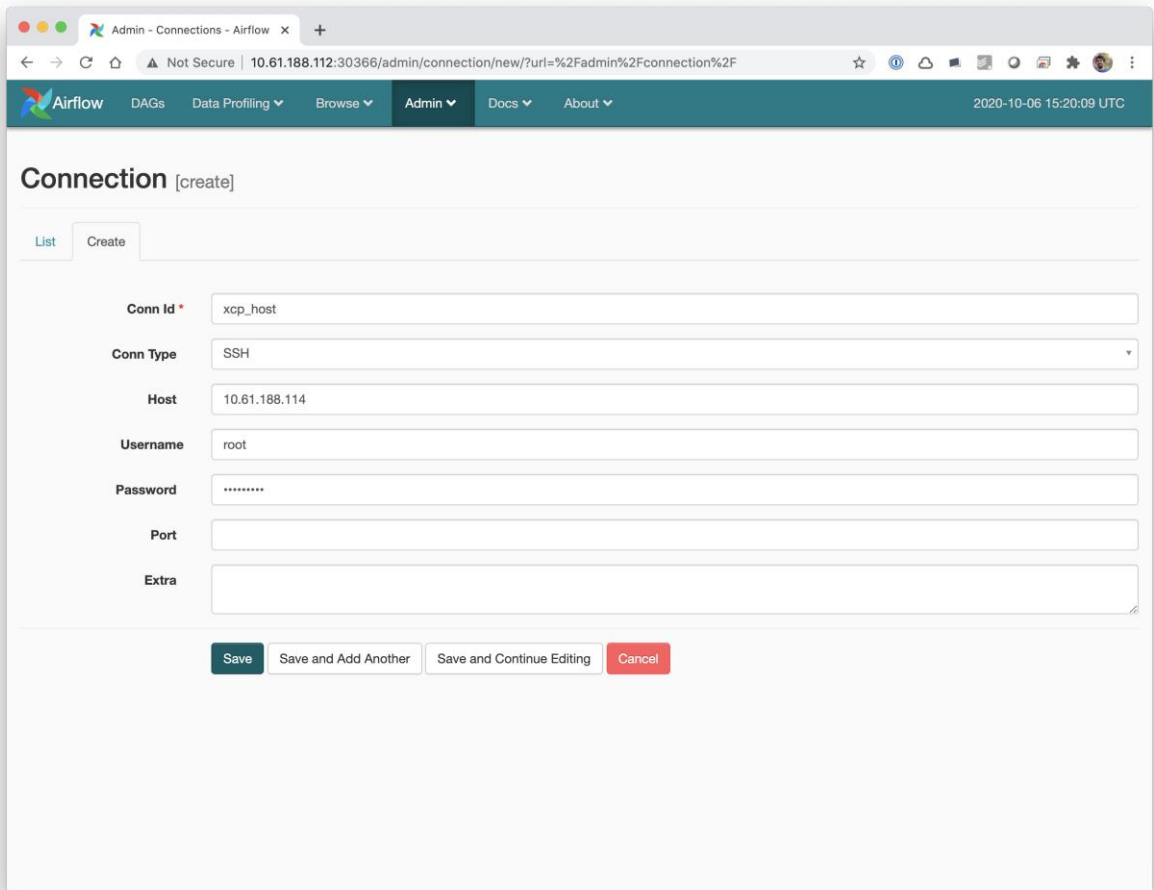 Admin - Connections - Airflow
Not Secure | 10.61.188.112:30366/admin/connection/new/?url=%2Fadmin%2Fconnection%2F
Airflow DAGs Data Profiling Browse Admin Docs About 2020-10-06 15:20:09 UTC
Connection [create]
List Create
Conn Id * xcp_host
Conn Type SSH
Host 10.61.188.114
Username root
Password •••••••••
Port
Extra
Save Save and Add Another Save and Continue Editing Cancel